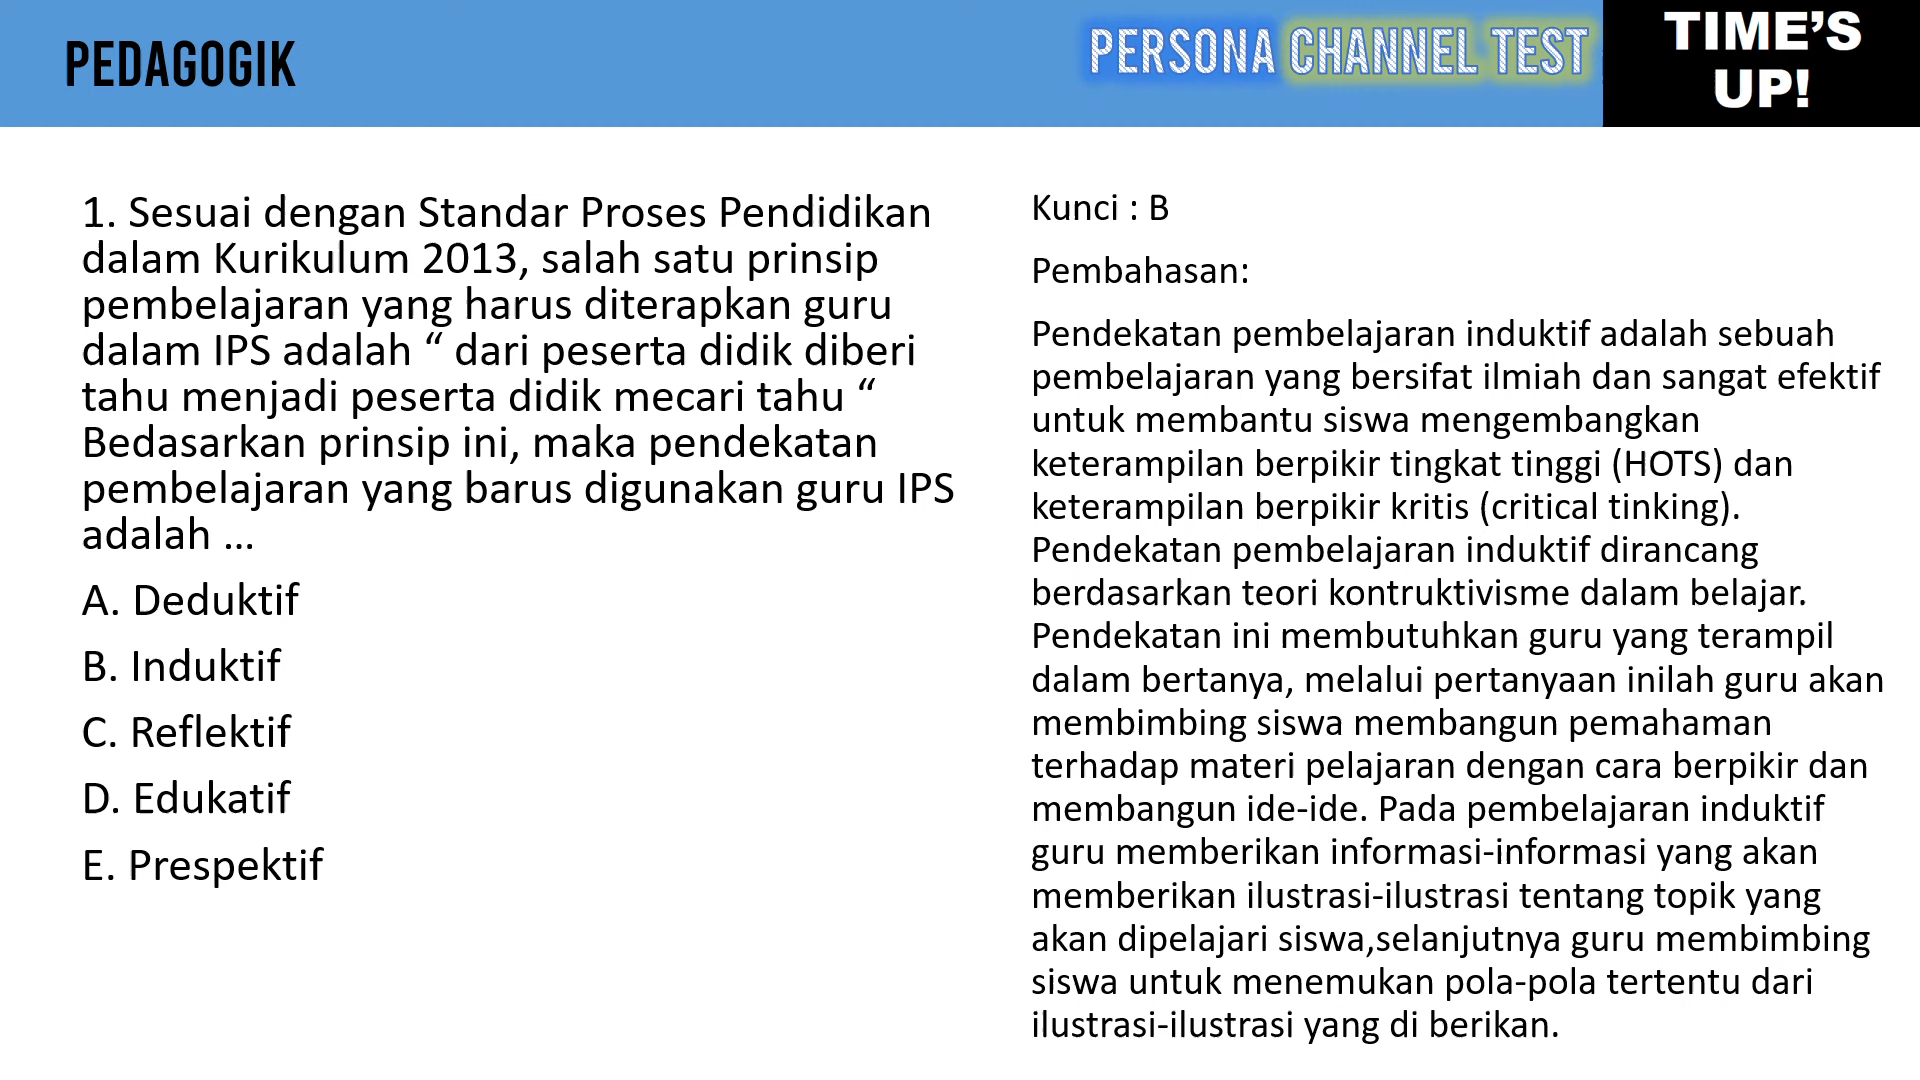 PEDAGOGIK
PERSONA CHANNEL TEST
TIME'S
UP!
1. Sesuai dengan Standar Proses Pendidikan
dalam Kurikulum 2013, salah satu prinsip
pembelajaran yang harus diterapkan guru
dalam IPS adalah “ dari peserta didik diberi
tahu menjadi peserta didik mecari tahu “
Bedasarkan prinsip ini, maka pendekatan
pembelajaran yang barus digunakan guru IPS
adalah ...
A. Deduktif
B. Induktif
C. Reflektif
D. Edukatif
E. Prespektif
Kunci : B
Pembahasan:
Pendekatan pembelajaran induktif adalah sebuah
pembelajaran yang bersifat ilmiah dan sangat efektif
untuk membantu siswa mengembangkan
keterampilan berpikir tingkat tinggi (HOTS) dan
keterampilan berpikir kritis (critical tinking).
Pendekatan pembelajaran induktif dirancang
berdasarkan teori kontruktivisme dalam belajar.
Pendekatan ini membutuhkan guru yang terampil
dalam bertanya, melalui pertanyaan inilah guru akan
membimbing siswa membangun pemahaman
terhadap materi pelajaran dengan cara berpikir dan
membangun ide-ide. Pada pembelajaran induktif
guru memberikan informasi-informasi yang akan
memberikan ilustrasi-ilustrasi tentang topik yang
akan dipelajari siswa,selanjutnya guru membimbing
siswa untuk menemukan pola-pola tertentu dari
ilustrasi-ilustrasi yang di berikan.